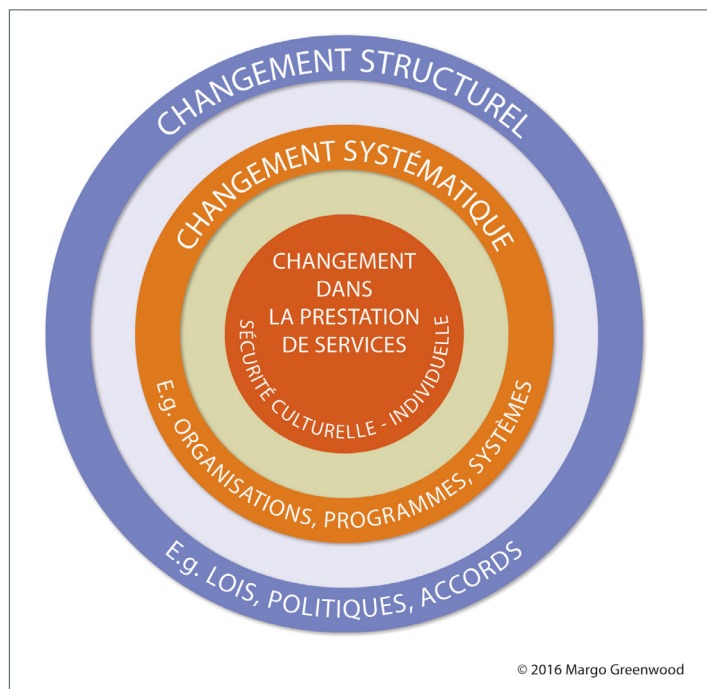 CHANGEMENT STRUCTUREL
CHANGEMENT SYSTÉMATIQUE
CHANGEMENT
DANS
LA PRESTATION
DE SERVICES
SÉCURITÉ CULTURELLE - INDIVIDUELLE
E.g. ORGANISATIONS, PROGRAMMES, SYSTÈMES
E.g. LOIS, POLITIQUES, ACCORDS
© 2016 Margo Greenwood